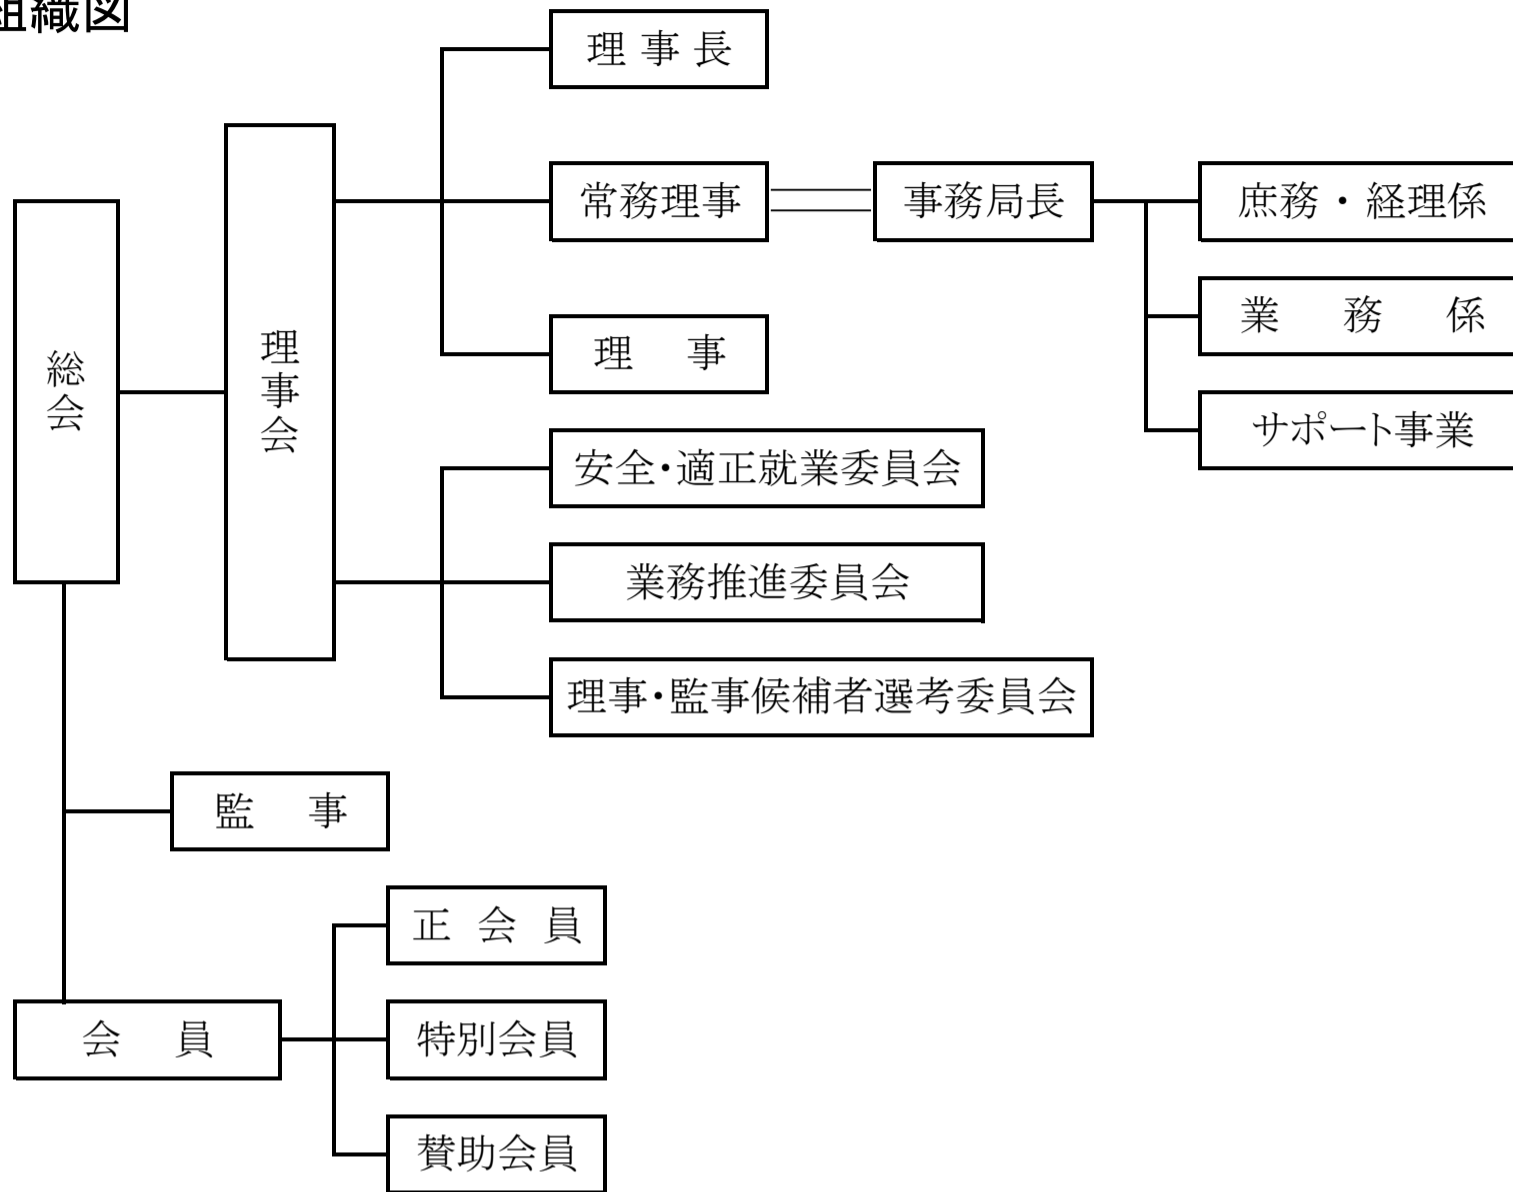 組織図
理事長
常務理事
事務局長
庶務・経理係
業務係
サポート事業
理事
総会
理事会
安全・適正就業委員会
業務推進委員会
理事・監事候補者選考委員会
監事
正会員
会員
特別会員
賛助会員